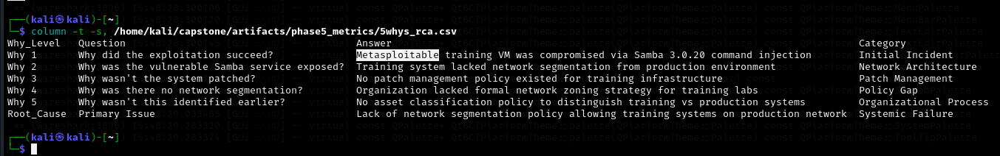 ┌──(kali㉿kali)-[~]
└─$ column -t -s, /home/kali/capstone/artifacts/phase5_metrics/5whys_rca.csv
Why_Level   Question   Answer   Category
Why 1   Why did the exploitation succeed?   Metasploitable training VM was compromised via Samba 3.0.20 command injection   Initial Incident
Why 2   Why was the vulnerable Samba service exposed?   Training system lacked network segmentation from production environment   Network Architecture
Why 3   Why wasn't the system patched?   No patch management policy existed for training infrastructure   Patch Management
Why 4   Why was there no network segmentation?   Organization lacked formal network zoning strategy for training labs   Policy Gap
Why 5   Why wasn't this identified earlier?   No asset classification policy to distinguish training vs production systems   Organizational Process
Root_Cause   Primary Issue   Lack of network segmentation policy allowing training systems on production network   Systemic Failure
┌──(kali㉿kali)-[~]
└─$